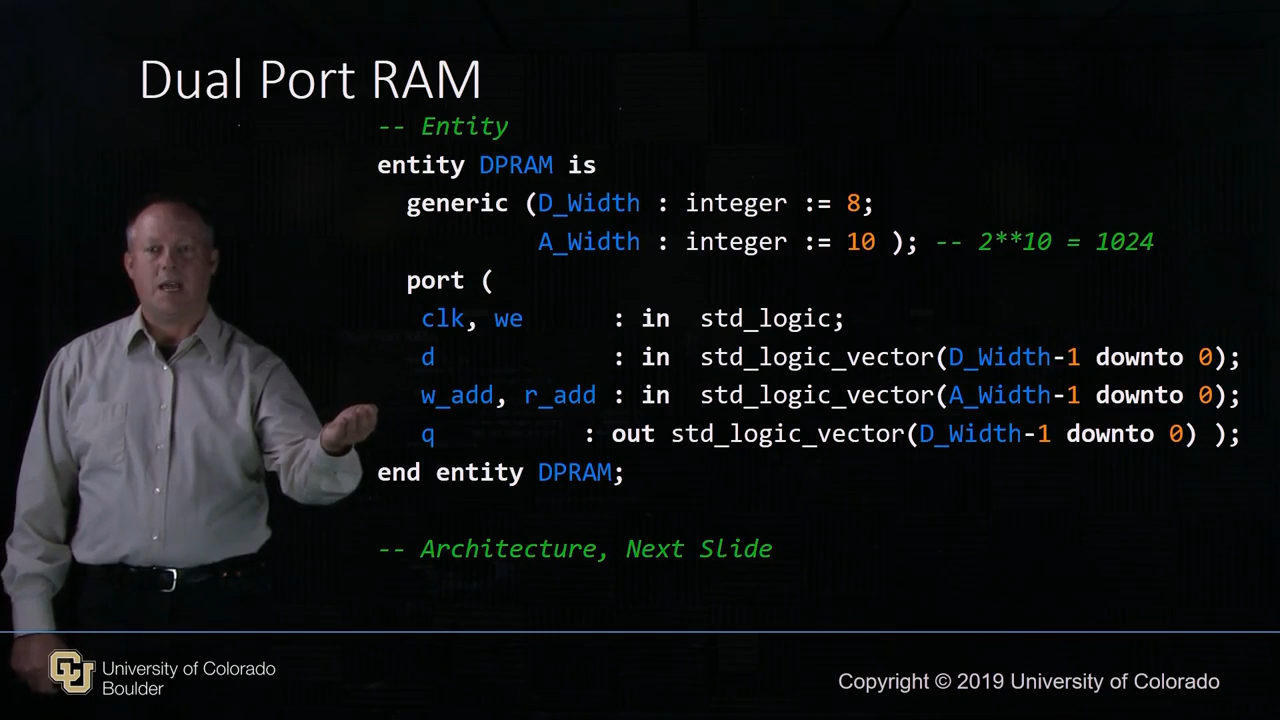 Dual Port RAM
-- Entity
entity DPRAM is
generic (D_Width : integer := 8;
A_Width : integer := 10 ); -- 2**10 = 1024
port (
clk, we : in std_logic;
d : in std_logic_vector(D_Width-1 downto 0);
w_add, r_add : in std_logic_vector(A_Width-1 downto 0);
q : out std_logic_vector(D_Width-1 downto 0) );
end entity DPRAM;
-- Architecture, Next Slide
CU University of Colorado
Boulder
Copyright © 2019 University of Colorado